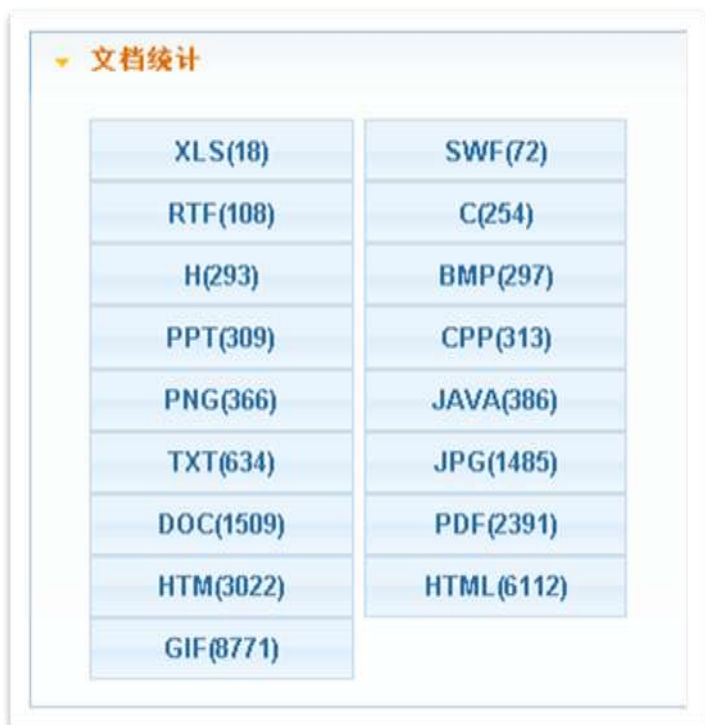 文档统计
XLS(18) SWF(72)
RTF(108) C(254)
H(293) BMP(297)
PPT(309) CPP(313)
PNG(366) JAVA(386)
TXT(634) JPG(1485)
DOC(1509) PDF(2391)
HTM(3022) HTML(6112)
GIF(8771)